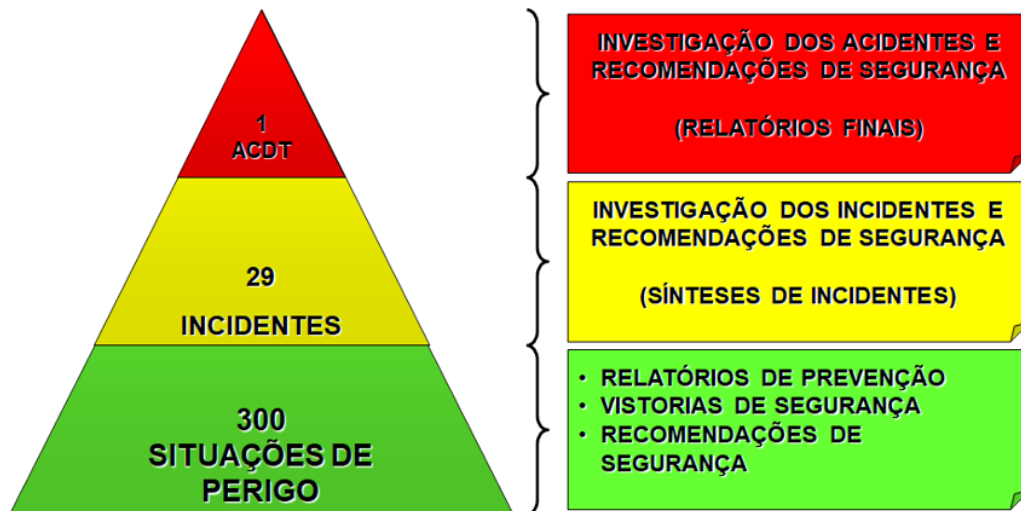 1
ACDT
29
INCIDENTES
300
SITUAÇÕES DE
PERIGO
INVESTIGAÇÃO DOS ACIDENTES E
RECOMENDAÇÕES DE SEGURANÇA
(RELATÓRIOS FINAIS)
INVESTIGAÇÃO DOS INCIDENTES E
RECOMENDAÇÕES DE SEGURANÇA
(SÍNTESES DE INCIDENTES)
• RELATÓRIOS DE PREVENÇÃO
• VISTORIAS DE SEGURANÇA
• RECOMENDAÇÕES DE
SEGURANÇA